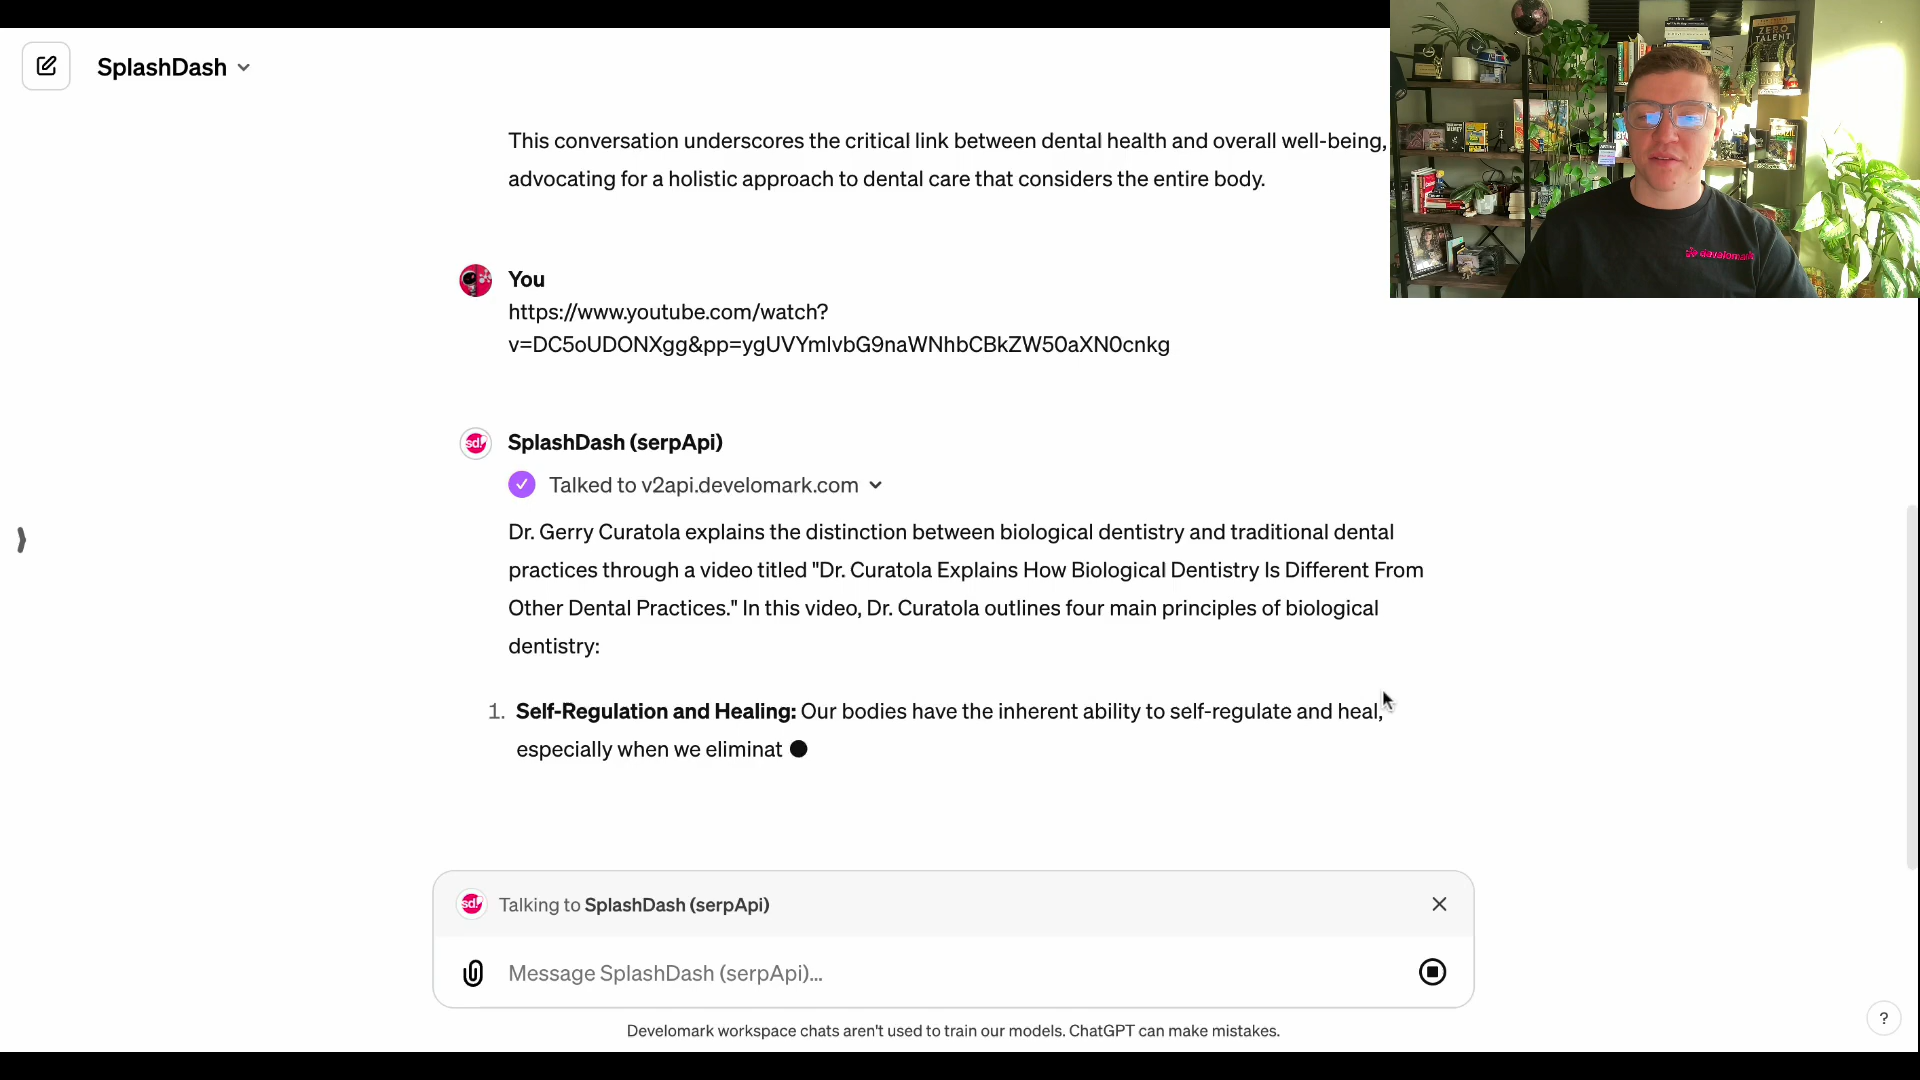 SplashDash
This conversation underscores the critical link between dental health and overall well-being,
advocating for a holistic approach to dental care that considers the entire body.
You
https://www.youtube.com/watch?
v=DC5oUDONXgg&pp=ygUVYmlvbG9naWNhbCBkZW50aXN0cnkg
sd!
SplashDash (serpApi)
Talked to v2api.develomark.com
Dr. Gerry Curatola explains the distinction between biological dentistry and traditional dental
practices through a video titled "Dr. Curatola Explains How Biological Dentistry Is Different From
Other Dental Practices." In this video, Dr. Curatola outlines four main principles of biological
dentistry:
1. Self-Regulation and Healing: Our bodies have the inherent ability to self-regulate and heal,
especially when we eliminat
sd!
Talking to SplashDash (serpApi)
Message SplashDash (serpApi)...
Develomark workspace chats aren't used to train our models. ChatGPT can make mistakes.
?
ZERO
TALENT
develomark